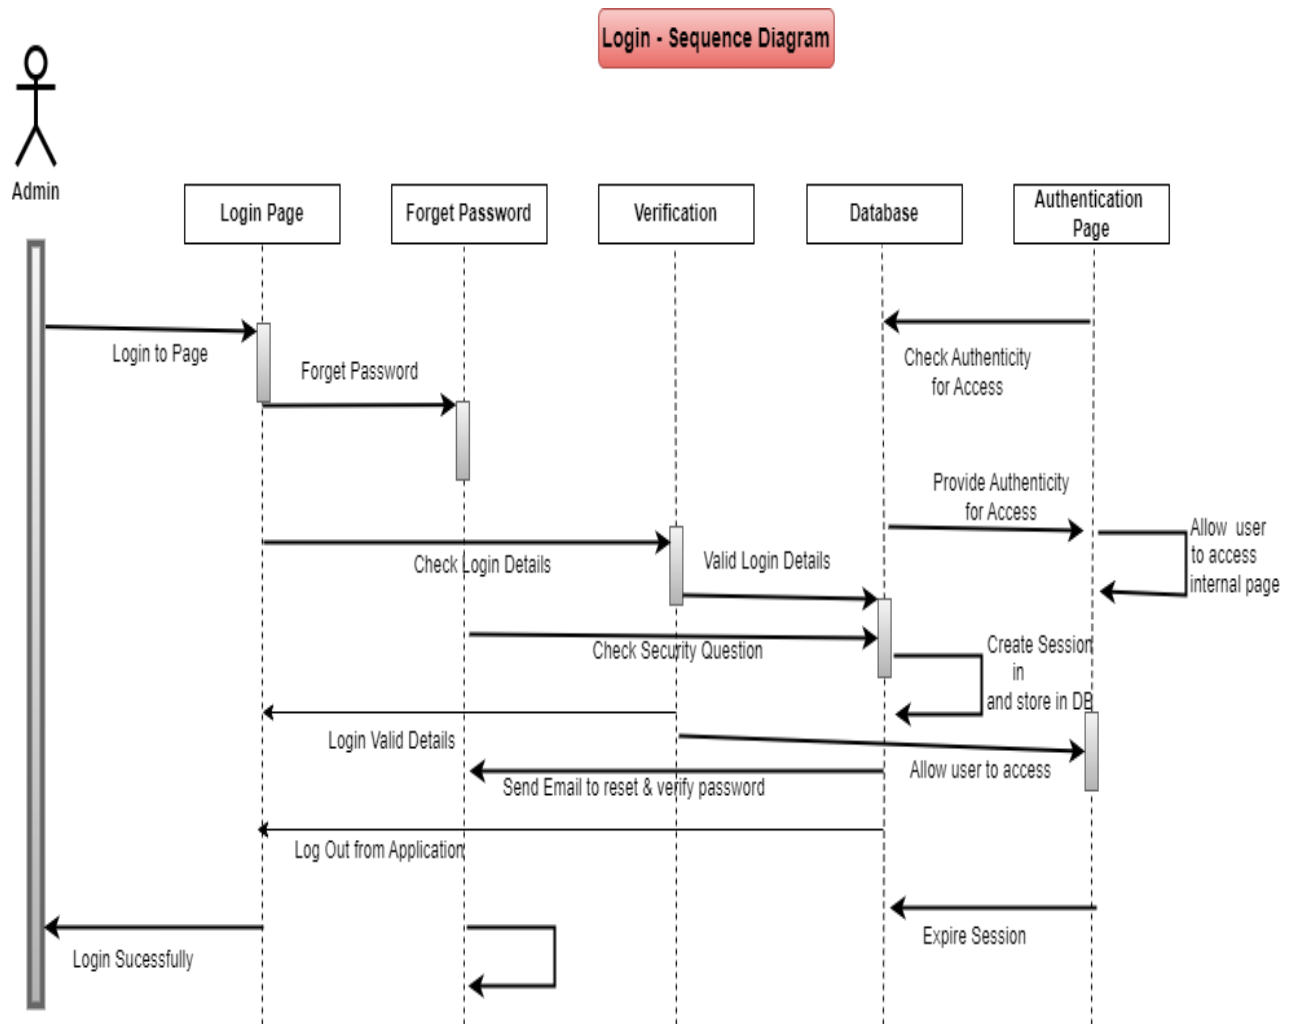 Login - Sequence Diagram
Admin
Login Page
Forget Password
Verification
Database
Authentication
Page
Login to Page
Forget Password
Check Authenticity
for Access
Provide Authenticity
for Access
Allow user
to access
internal page
Check Login Details
Valid Login Details
Check Security Question
Create Session
in
and store in DB
Login Valid Details
Allow user to access
Send Email to reset & verify password
Log Out from Application
Expire Session
Login Sucessfully